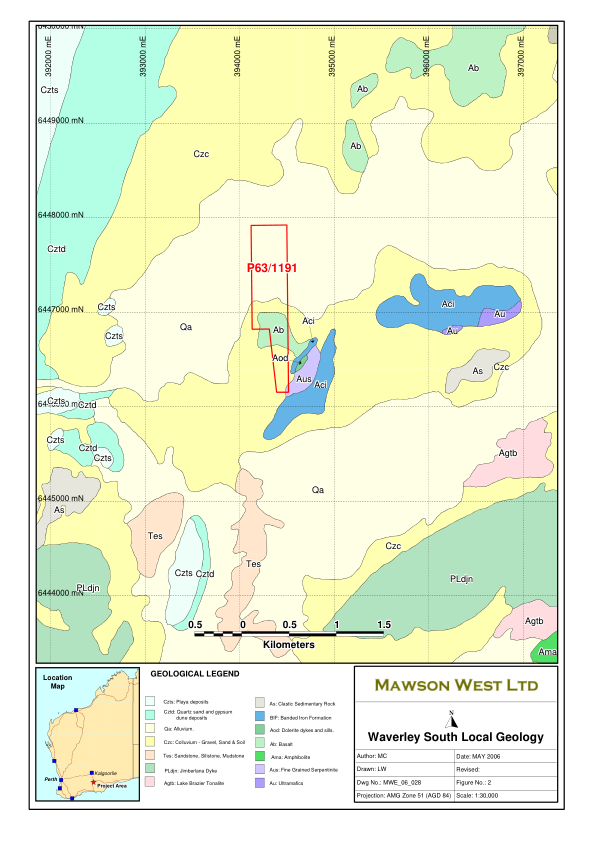 6450000 mN
392000 mE
393000 mE
394000 mE
395000 mE
396000 mE
397000 mE
Ab
Czts
Ab
6449000 mN
Ab
Czc
6448000 mN
Cztd
P63/1191
Czts
Aci
6447000 mN
Aci
Au
Qa
Ab
Au
Czts
Aod
As
Czc
Aus
Aci
Czts
Cztd
6446000 mN
Czts
Cztd
Agtb
Czts
Qa
6445000 mN
As
Tes
Czc
Tes
Czts
Cztd
PLdjn
PLdjn
6444000 mN
Agtb
0.5
0
0.5
1
1.5
Kilometers
Ama
Location
Map
Kalgoorlie
Perth
Project Area
GEOLOGICAL LEGEND
Czts: Playa deposits
Cztd: Quartz sand and gypsum
dune deposits
Qa: Alluvium.
Czc: Colluvium - Gravel, Sand & Soil
Tes: Sandstone, Siltstone, Mudstone
PLdjn: Jimberlana Dyke
Agtb: Lake Brazier Tonalite
As: Clastic Sedimentary Rock
BIF: Banded Iron Formation
Aod: Dolerite dykes and sills.
Ab: Basalt
Ama: Amphibolite
Aus: Fine Grained Serpentinite
Au: Ultramafics
MAWSON WEST LTD
N
Waverley South Local Geology
Author: MC
Date: MAY 2006
Drawn: LW
Revised:
Dwg No.: MWE_06_028
Figure No.: 2
Projection: AMG Zone 51 (AGD 84)
Scale: 1:30,000